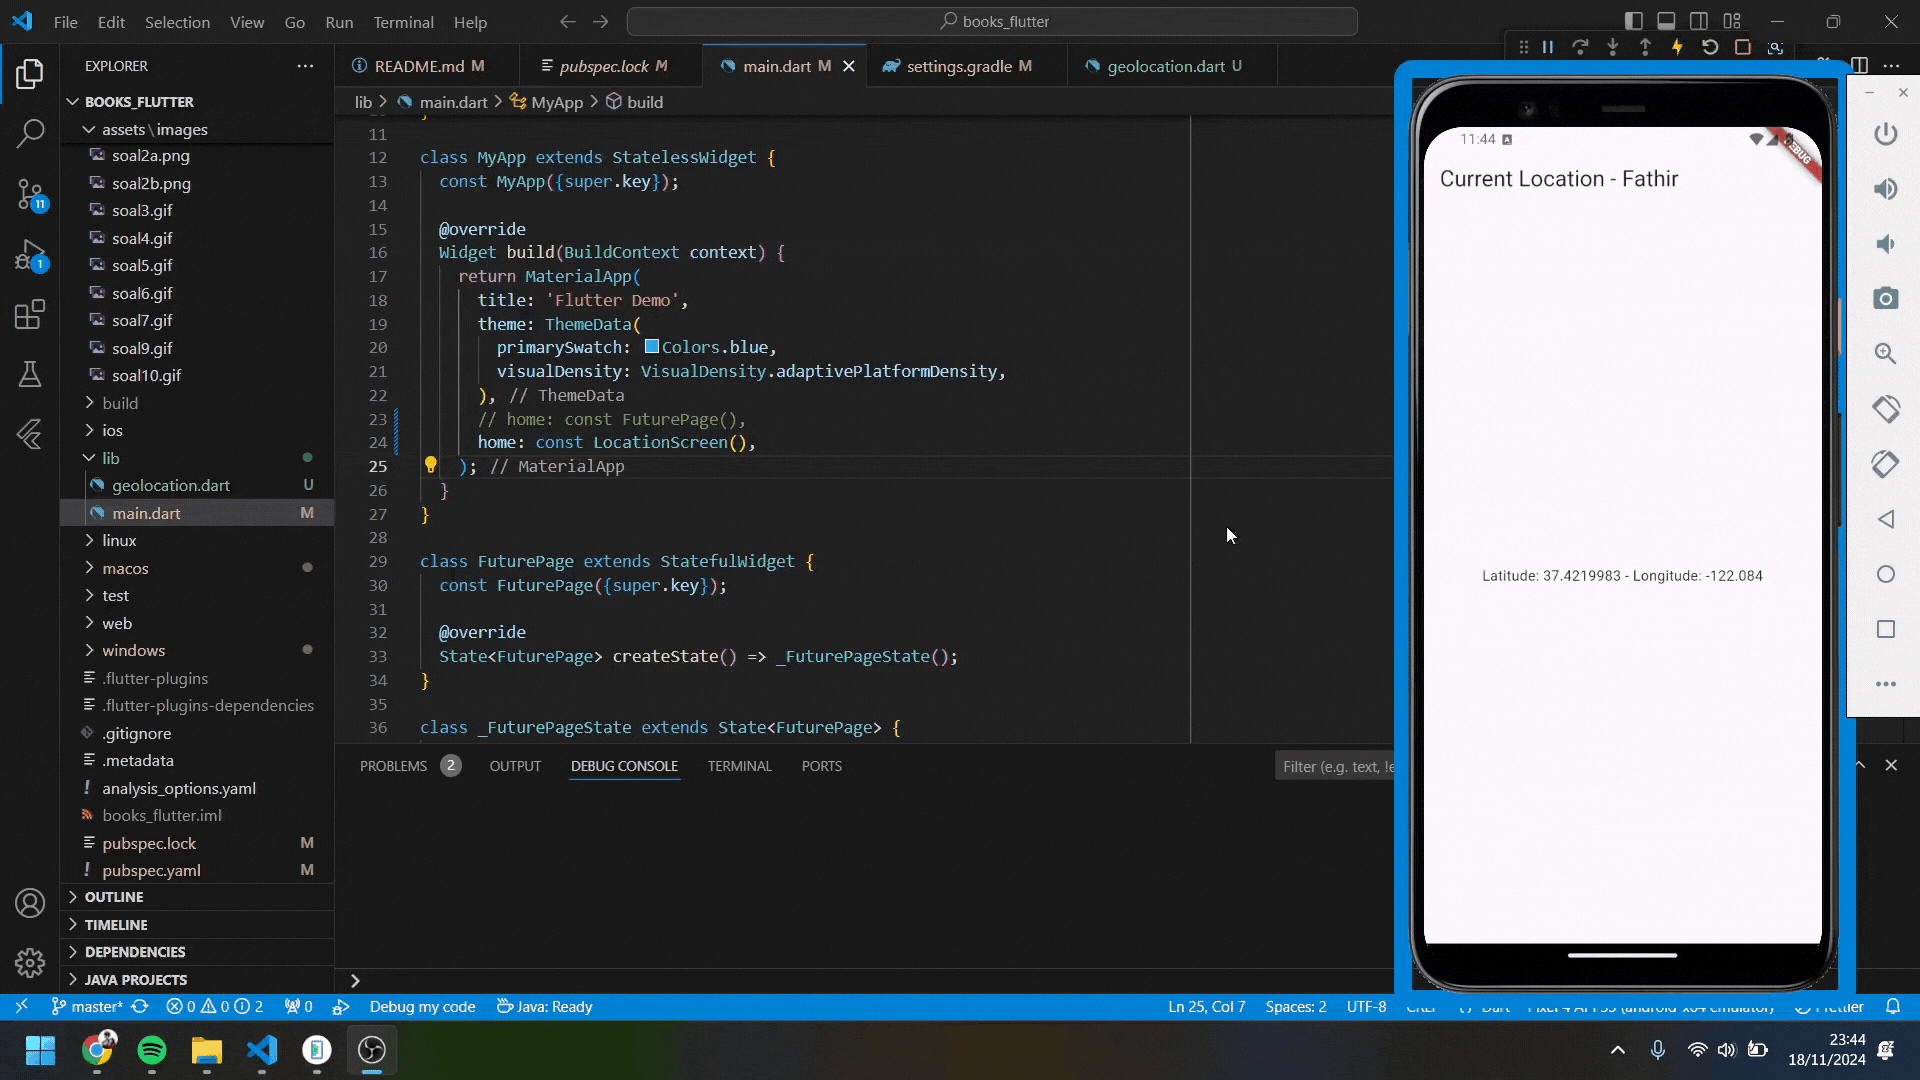 File Edit Selection View Go Run Terminal Help
books_flutter
EXPLORER
BOOKS_FLUTTER
assets\images
soal2a.png
soal2b.png
soal3.gif
soal4.gif
soal5.gif
soal6.gif
soal7.gif
soal9.gif
soal10.gif
build
ios
lib
geolocation.dart U
main.dart M
linux
macos
test
web
windows
.flutter-plugins
.flutter-plugins-dependencies
.gitignore
.metadata
analysis_options.yaml
books_flutter.iml
pubspec.lock M
pubspec.yaml M
OUTLINE
TIMELINE
DEPENDENCIES
JAVA PROJECTS
11
1
README.md M pubspec.lock M main.dart M settings.gradle M geolocation.dart U
lib > main.dart > MyApp > build
11
12 class MyApp extends StatelessWidget {
13 const MyApp({super.key});
14
15 @override
16 Widget build(BuildContext context) {
17 return MaterialApp(
18 title: 'Flutter Demo',
19 theme: ThemeData(
20 primarySwatch: Colors.blue,
21 visualDensity: VisualDensity.adaptivePlatformDensity,
22 ), // ThemeData
23 // home: const FuturePage(),
24 home: const LocationScreen(),
25 ); // MaterialApp
26 }
27 }
28
29 class FuturePage extends StatefulWidget {
30 const FuturePage({super.key});
31
32 @override
33 State<FuturePage> createState() => _FuturePageState();
34 }
35
36 class _FuturePageState extends State<FuturePage> {
PROBLEMS 2 OUTPUT DEBUG CONSOLE TERMINAL PORTS
Filter (e.g. text, !e
11:44
DEBUG
Current Location - Fathir
Latitude: 37.4219983 - Longitude: -122.084
master* 0 0 2 0 Debug my code Java: Ready
Ln 25, Col 7 Spaces: 2 UTF-8
23:44
18/11/2024